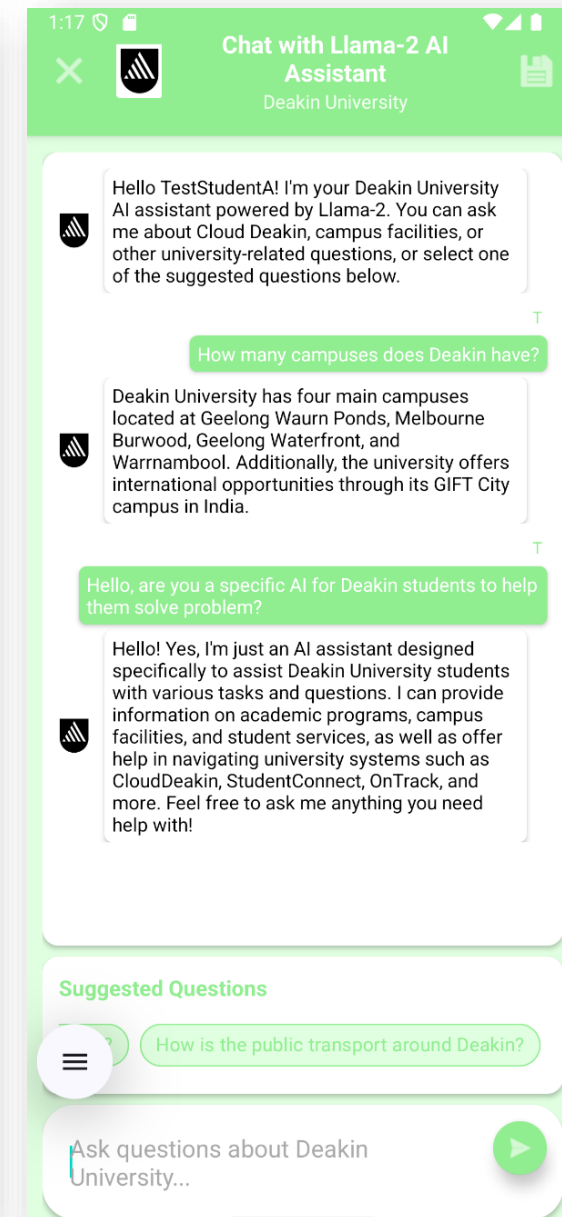 1:17
Chat with Llama-2 AI
Assistant
Deakin University
Hello TestStudentA! I'm your Deakin University
AI assistant powered by Llama-2. You can ask
me about Cloud Deakin, campus facilities, or
other university-related questions, or select one
of the suggested questions below.
T
How many campuses does Deakin have?
Deakin University has four main campuses
located at Geelong Waurn Ponds, Melbourne
Burwood, Geelong Waterfront, and
Warrnambool. Additionally, the university offers
international opportunities through its GIFT City
campus in India.
T
Hello, are you a specific AI for Deakin students to help
them solve problem?
Hello! Yes, I'm just an AI assistant designed
specifically to assist Deakin University students
with various tasks and questions. I can provide
information on academic programs, campus
facilities, and student services, as well as offer
help in navigating university systems such as
CloudDeakin, StudentConnect, OnTrack, and
more. Feel free to ask me anything you need
help with!
Suggested Questions
How is the public transport around Deakin?
Ask questions about Deakin
University...